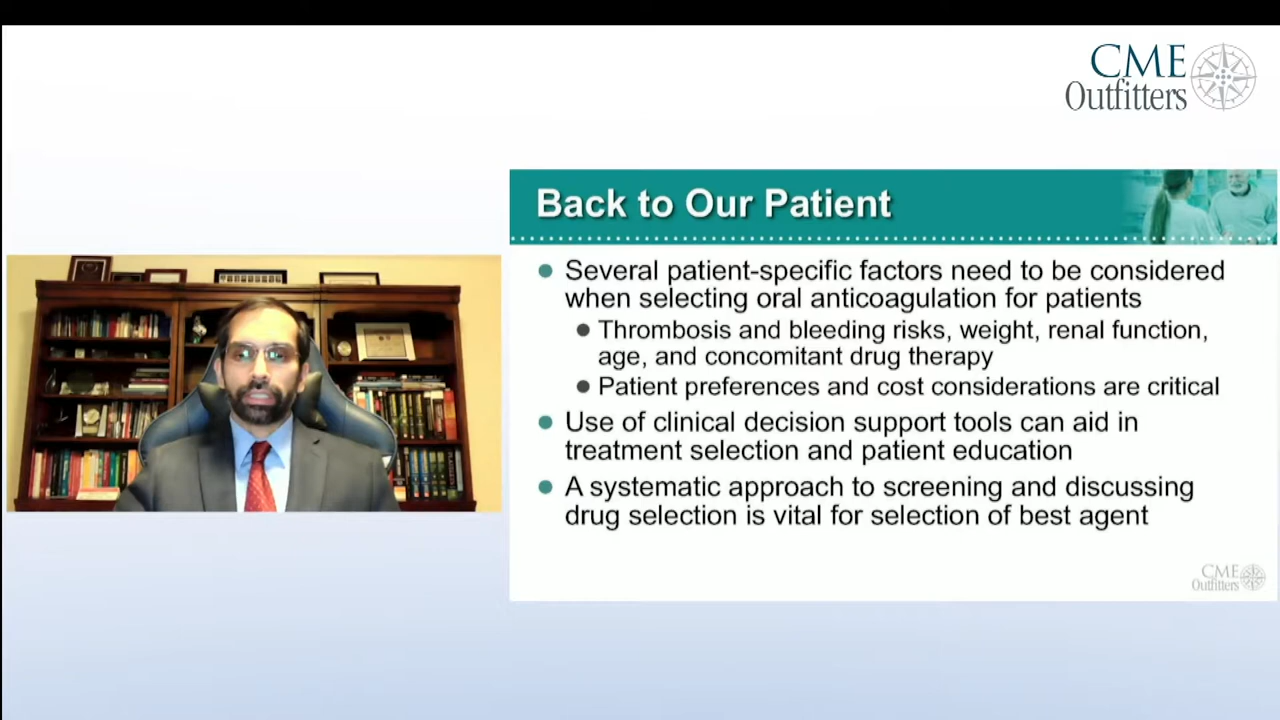 CME
Outfitters
Back to Our Patient
Several patient-specific factors need to be considered
when selecting oral anticoagulation for patients
Thrombosis and bleeding risks, weight, renal function,
age, and concomitant drug therapy
Patient preferences and cost considerations are critical
Use of clinical decision support tools can aid in
treatment selection and patient education
A systematic approach to screening and discussing
drug selection is vital for selection of best agent
CME
Outfitters